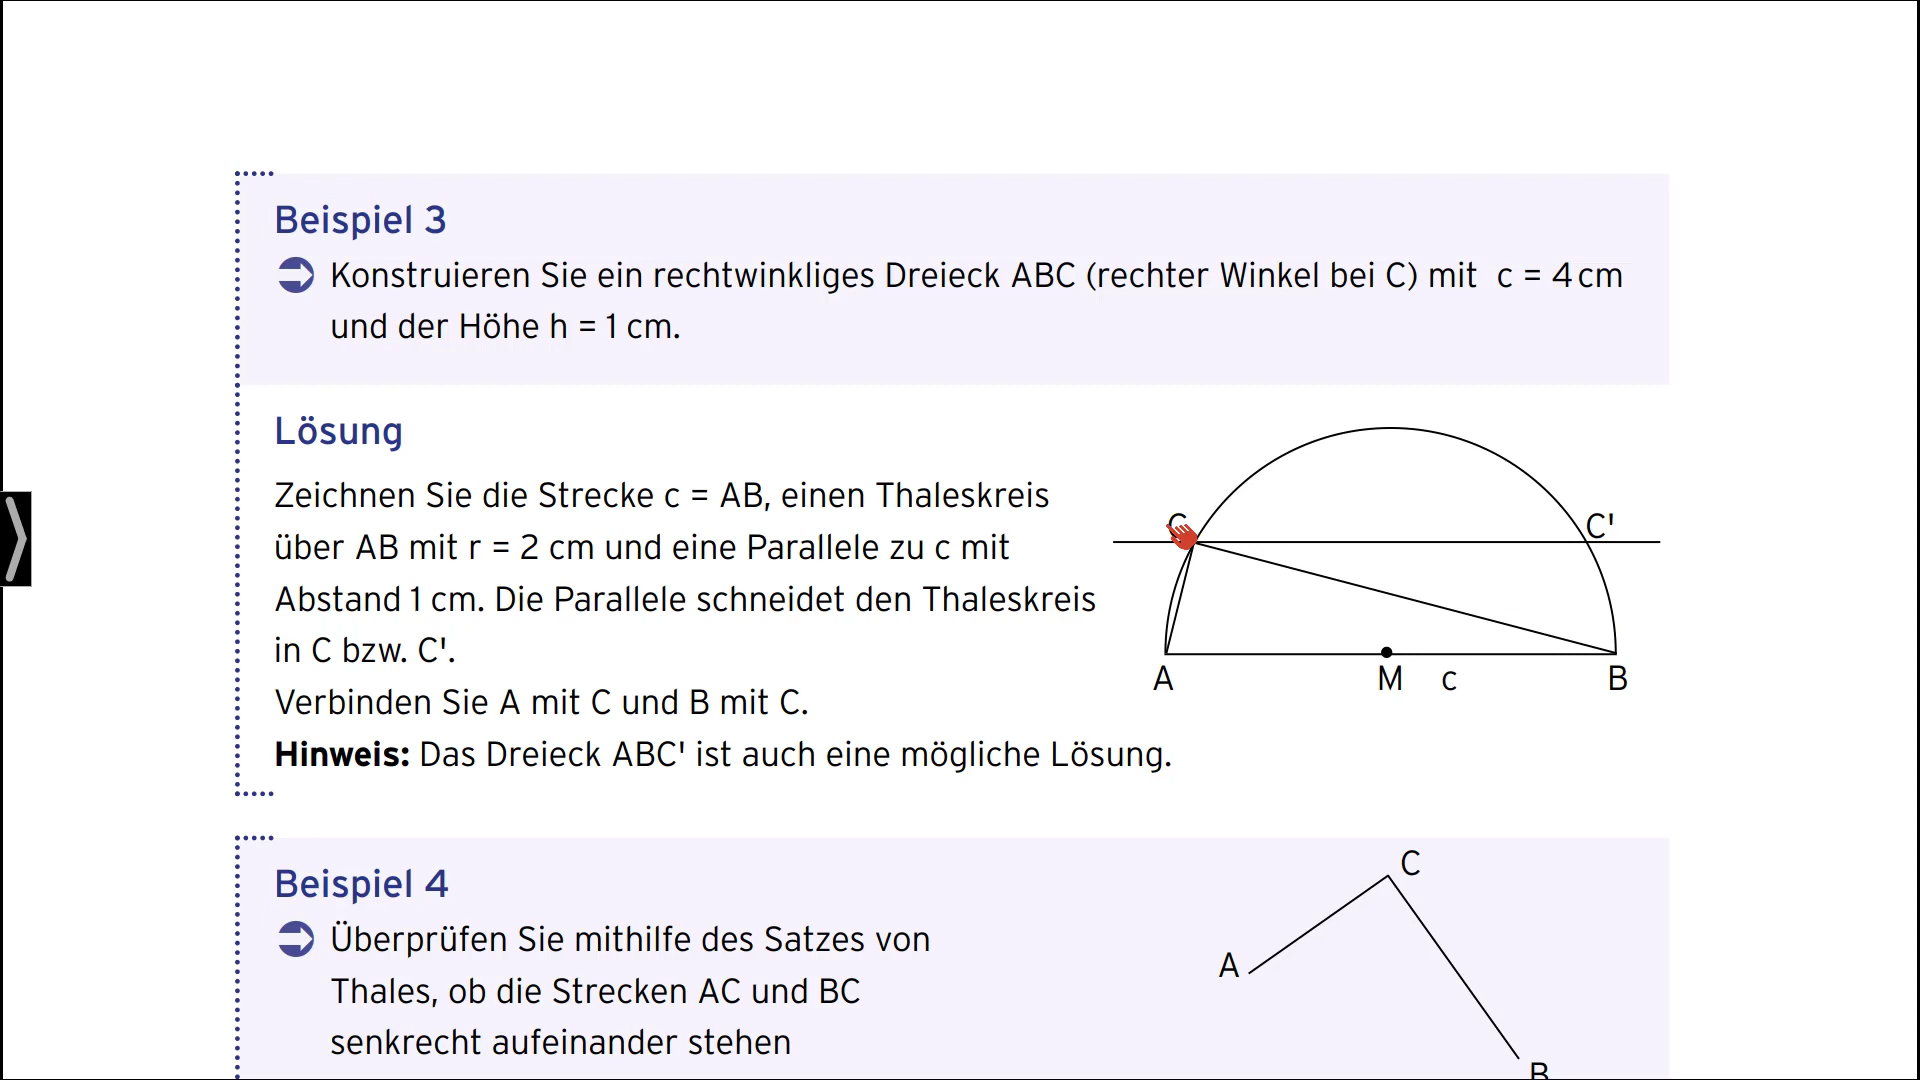 Beispiel 3
Konstruieren Sie ein rechtwinkliges Dreieck ABC (rechter Winkel bei C) mit c = 4 cm
und der Höhe h = 1 cm.
Lösung
Zeichnen Sie die Strecke c = AB, einen Thaleskreis
über AB mit r = 2 cm und eine Parallele zu c mit
Abstand 1 cm. Die Parallele schneidet den Thaleskreis
in C bzw. C'.
Verbinden Sie A mit C und B mit C.
Hinweis: Das Dreieck ABC' ist auch eine mögliche Lösung.
C C'
A M c B
Beispiel 4
Überprüfen Sie mithilfe des Satzes von
Thales, ob die Strecken AC und BC
senkrecht aufeinander stehen
C
A
B